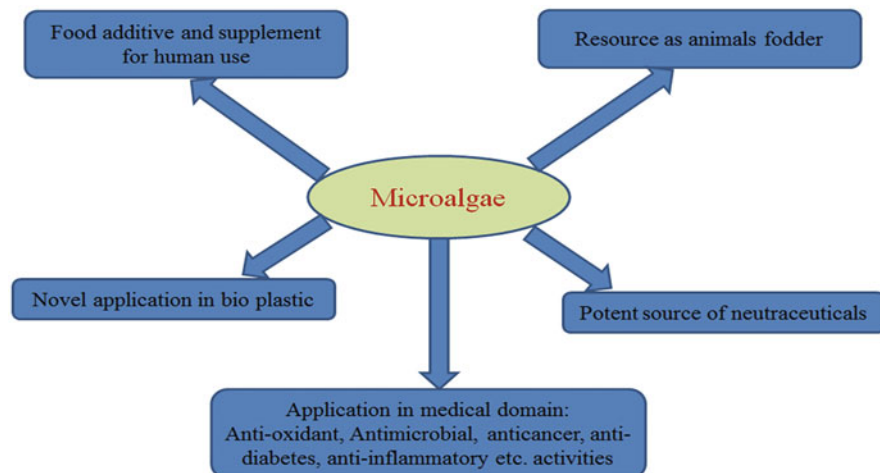 Food additive and supplement
for human use
Resource as animals fodder
Microalgae
Novel application in bio plastic
Potent source of neutraceuticals
Application in medical domain:
Anti-oxidant, Antimicrobial, anticancer, anti-
diabetes, anti-inflammatory etc. activities